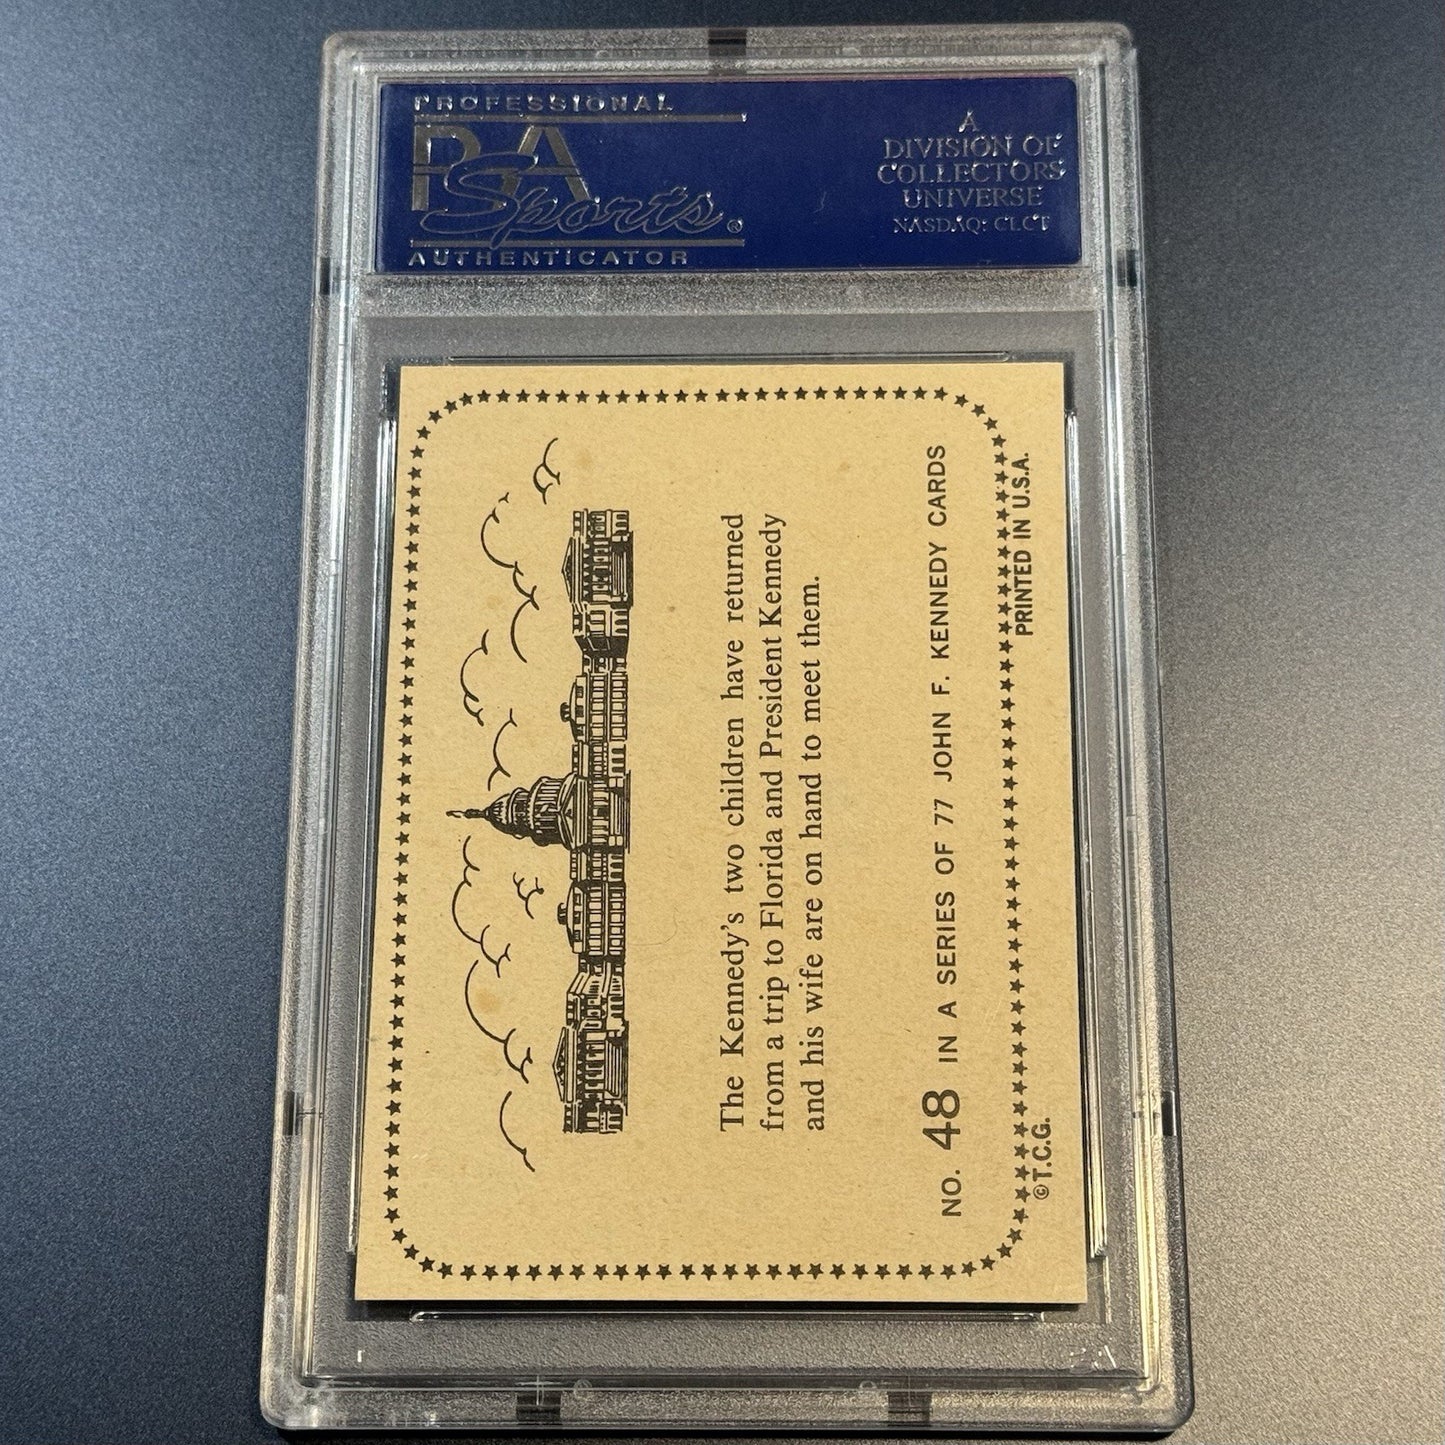 PROFESSIONAL
PSA
Sports®
AUTHENTICATOR
A
DIVISION OF
COLLECTORS
UNIVERSE
NASDAQ: CLCT
The Kennedy's two children have returned
from a trip to Florida and President Kennedy
and his wife are on hand to meet them.
NO. 48 IN A SERIES OF 77 JOHN F. KENNEDY CARDS
©T.C.G. PRINTED IN U.S.A.